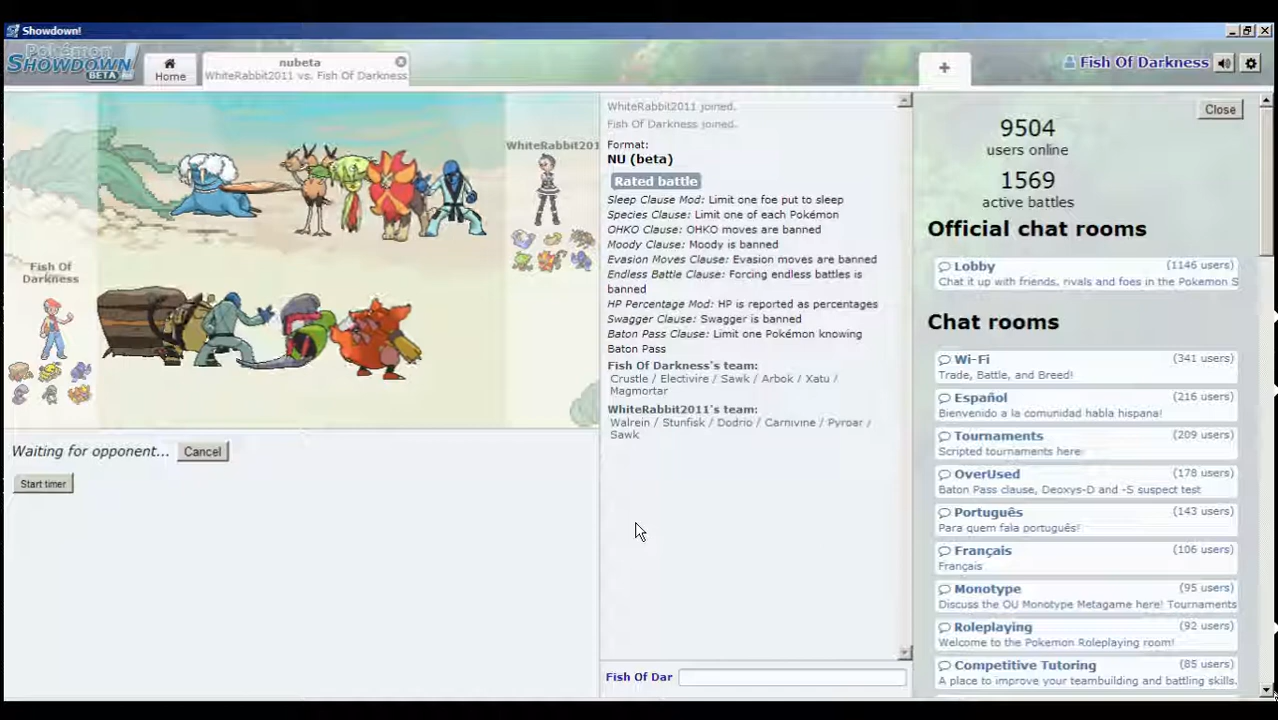 Showdown!
Pokémon
SHOWDOWN
BETA
Home
nubeta
WhiteRabbit2011 vs. Fish Of Darkness
+
Fish Of Darkness
WhiteRabbit201
Fish Of
Darkness
Waiting for opponent...
Cancel
Start timer
WhiteRabbit2011 joined.
Fish Of Darkness joined.
Format:
NU (beta)
Rated battle
Sleep Clause Mod: Limit one foe put to sleep
Species Clause: Limit one of each Pokémon
OHKO Clause: OHKO moves are banned
Moody Clause: Moody is banned
Evasion Moves Clause: Evasion moves are banned
Endless Battle Clause: Forcing endless battles is
banned
HP Percentage Mod: HP is reported as percentages
Swagger Clause: Swagger is banned
Baton Pass Clause: Limit one Pokémon knowing
Baton Pass
Fish Of Darkness's team:
Crustle / Electivire / Sawk / Arbok / Xatu /
Magmortar
WhiteRabbit2011's team:
Walrein / Stunfisk / Dodrio / Carnivine / Pyroar /
Sawk
Fish Of Dar
Close
9504
users online
1569
active battles
Official chat rooms
Lobby (1146 users)
Chat it up with friends, rivals and foes in the Pokemon S
Chat rooms
Wi-Fi (341 users)
Trade, Battle, and Breed!
Español (216 users)
Bienvenido a la comunidad habla hispana!
Tournaments (209 users)
Scripted tournaments here
OverUsed (178 users)
Baton Pass clause, Deoxys-D and -S suspect test
Português (143 users)
Para quem fala português!
Français (106 users)
Français
Monotype (95 users)
Discuss the OU Monotype Metagame here! Tournaments
Roleplaying (92 users)
Welcome to the Pokemon Roleplaying room!
Competitive Tutoring (85 users)
A place to improve your teambuilding and battling skills.